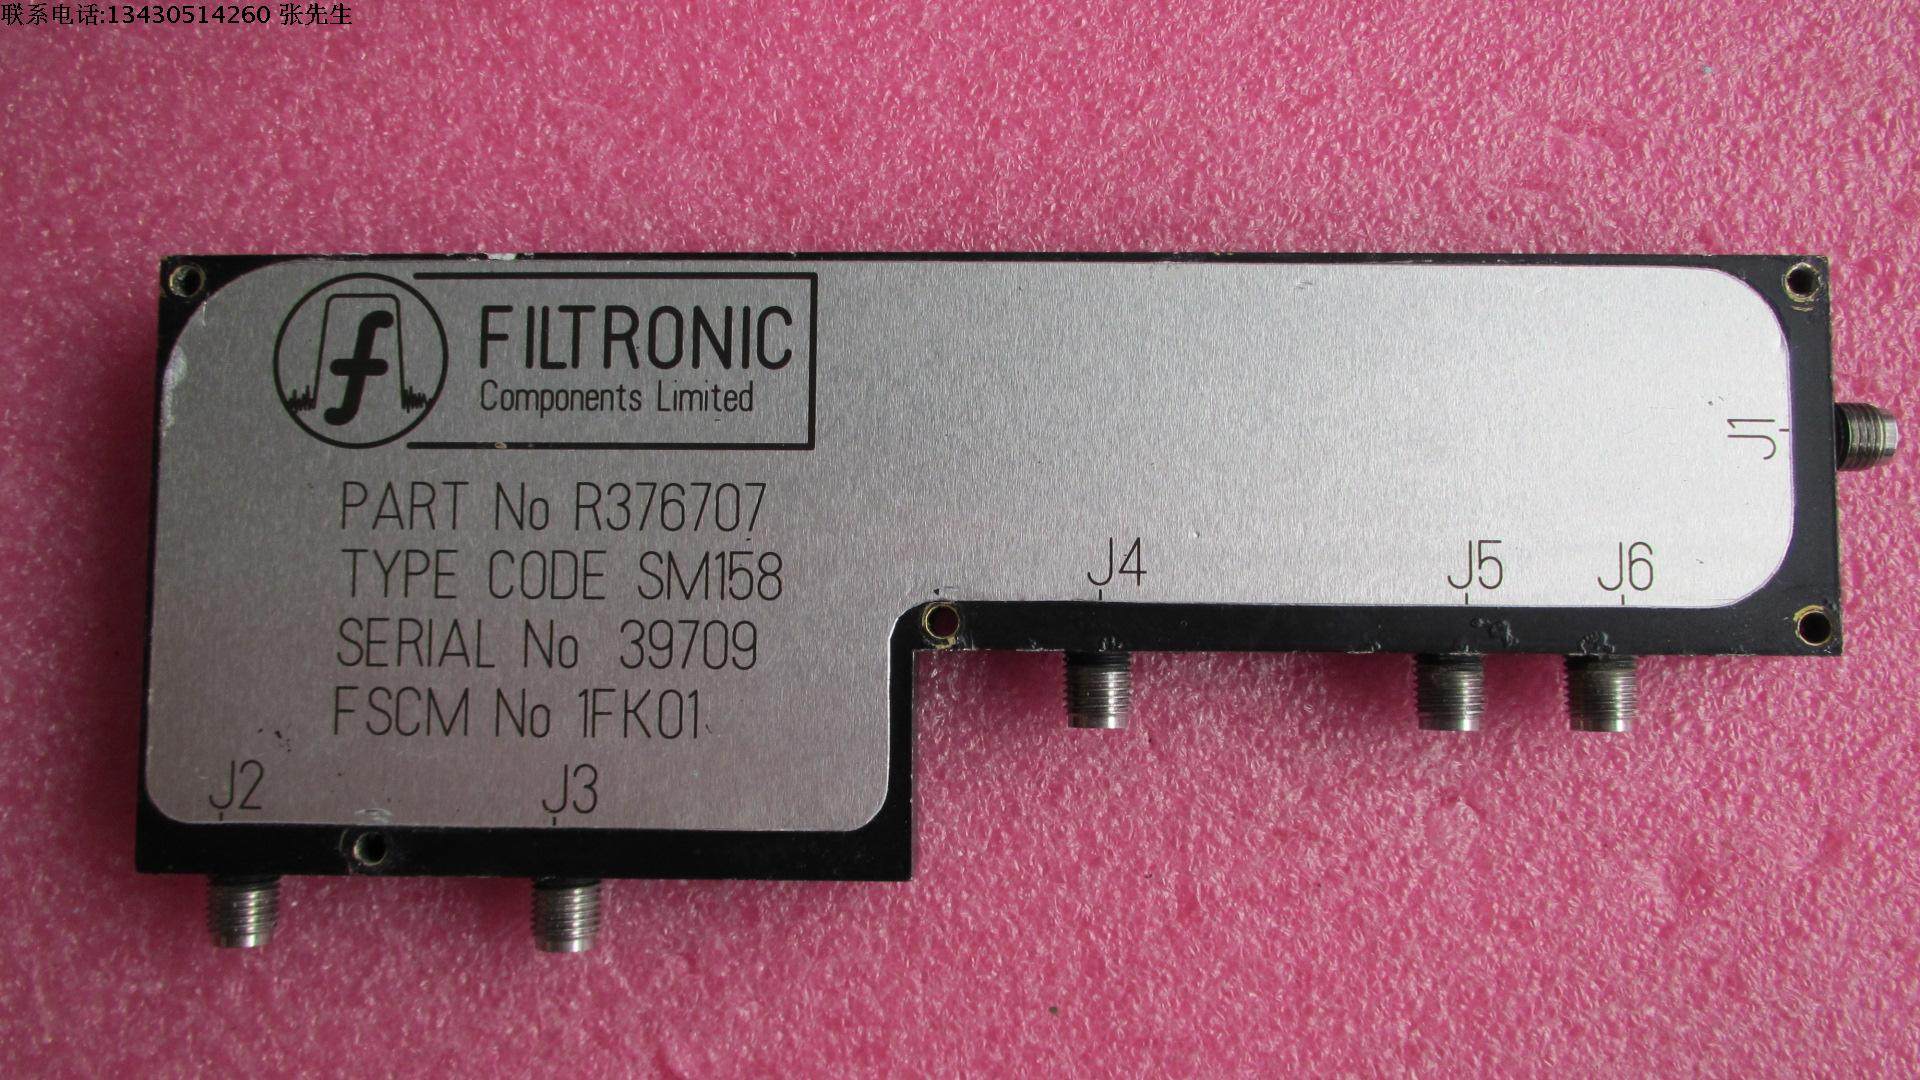 联系电话:13430514260 张先生
f
FILTRONIC
Components Limited
PART No R376707
TYPE CODE SM158
SERIAL No 39709
FSCM No 1FK01
J1
J4
J5
J6
J2
J3